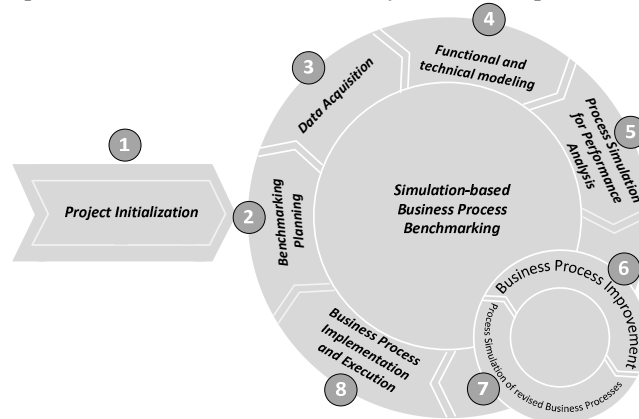 1
Project Initialization
2
Benchmarking
Planning
3
Data Acquisition
4
Functional and
technical modeling
5
Process Simulation
for Performance
Analysis
Simulation-based
Business Process
Benchmarking
6
Business Process Improvement
7
Process Simulation of revised Business Processes
8
Business Process
Implementation
and Execution